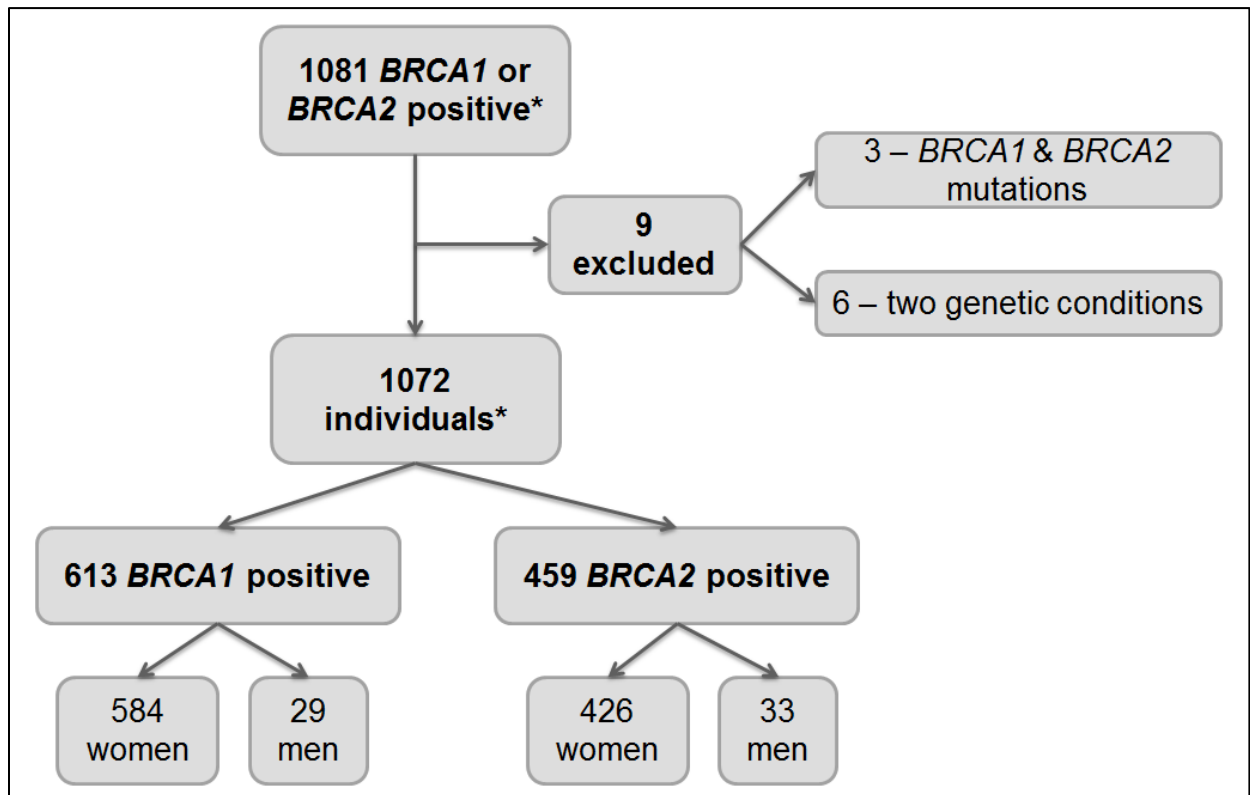 1081 BRCA1 or
BRCA2 positive*
3 – BRCA1 & BRCA2
mutations
9
excluded
6 – two genetic conditions
1072
individuals*
613 BRCA1 positive
459 BRCA2 positive
584
women
29
men
426
women
33
men